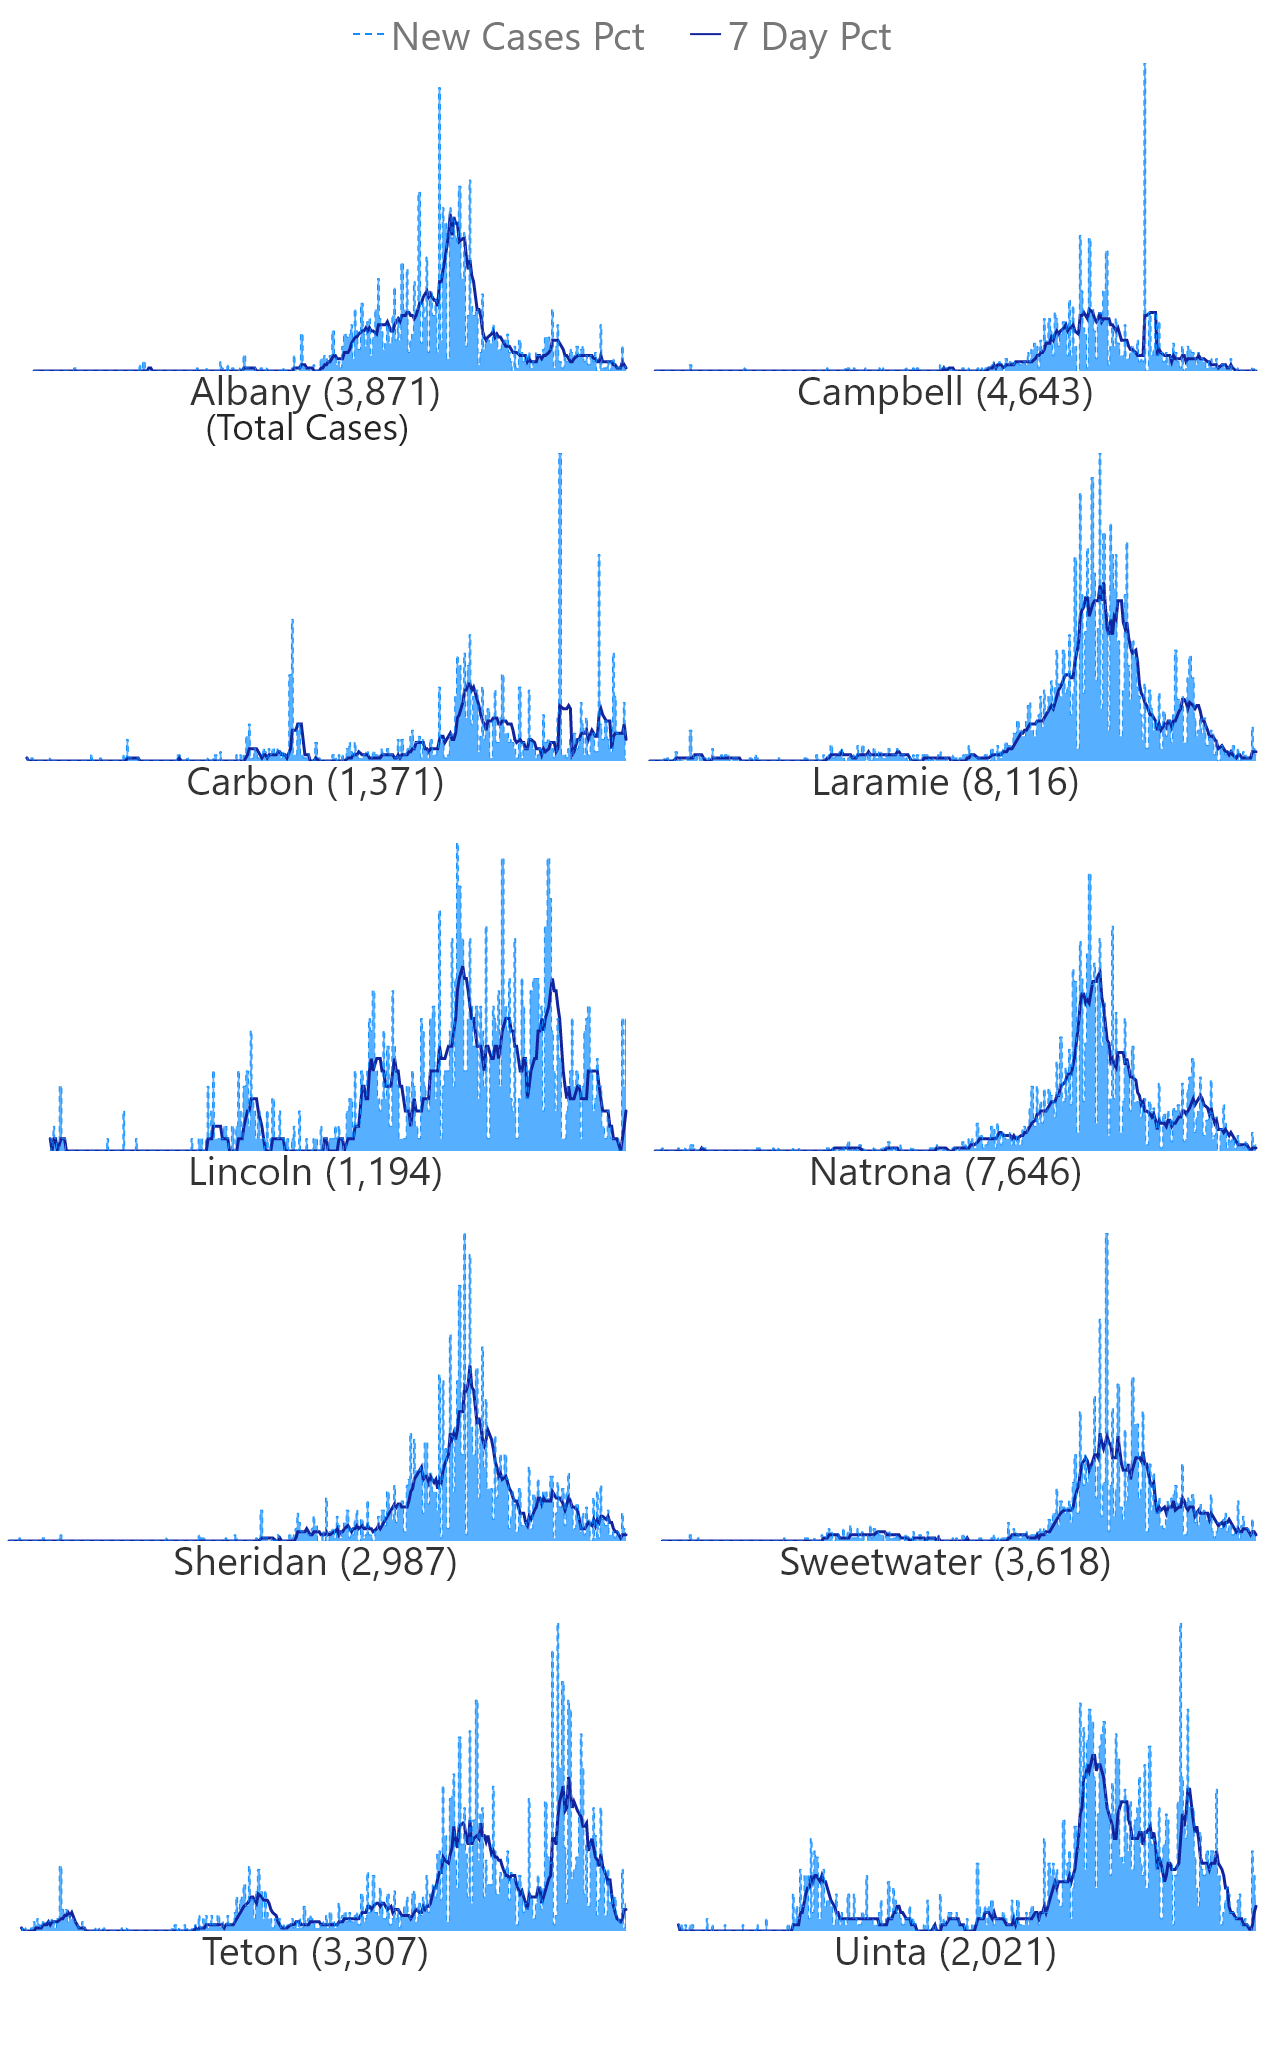 New Cases Pct 7 Day Pct
Albany (3,871) Campbell (4,643)
(Total Cases)
Carbon (1,371) Laramie (8,116)
Lincoln (1,194) Natrona (7,646)
Sheridan (2,987) Sweetwater (3,618)
Teton (3,307) Uinta (2,021)